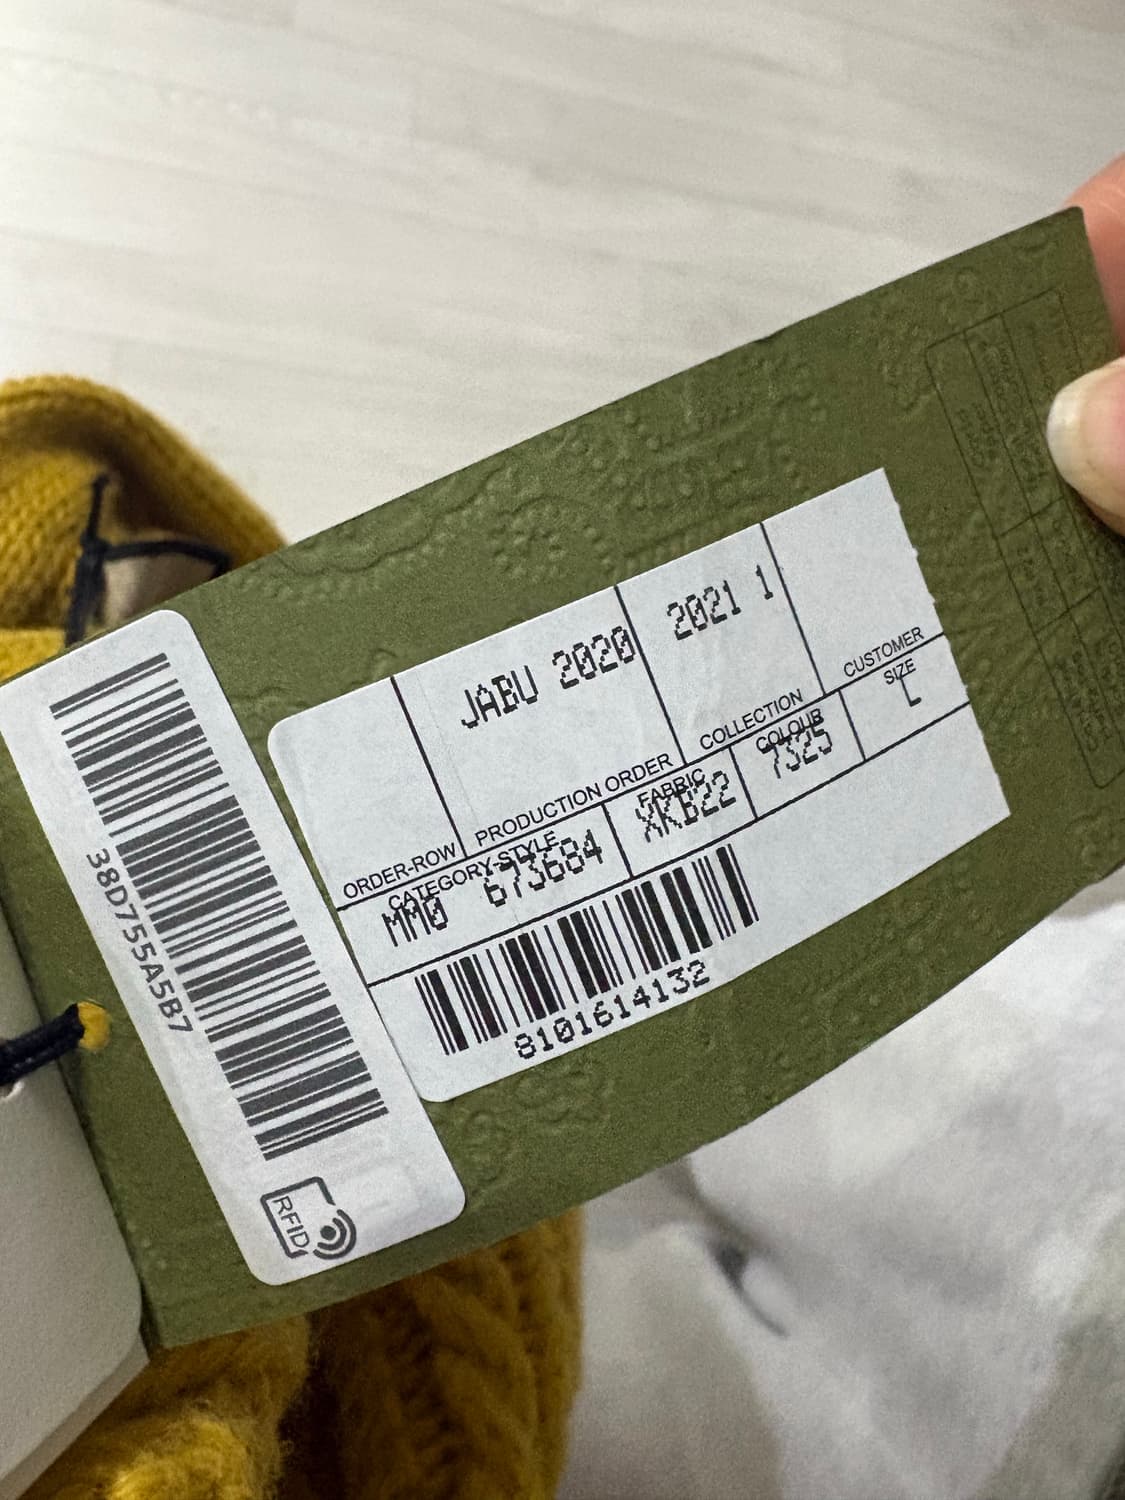 38D755A5B7
RFID
JABU 2020
2021 1
ORDER-ROW
PRODUCTION ORDER
COLLECTION
CUSTOMER
CATEGORY-STYLE
MM0 673684
FABRIC
XKB22
COLOUR
7325
SIZE
L
8101614132